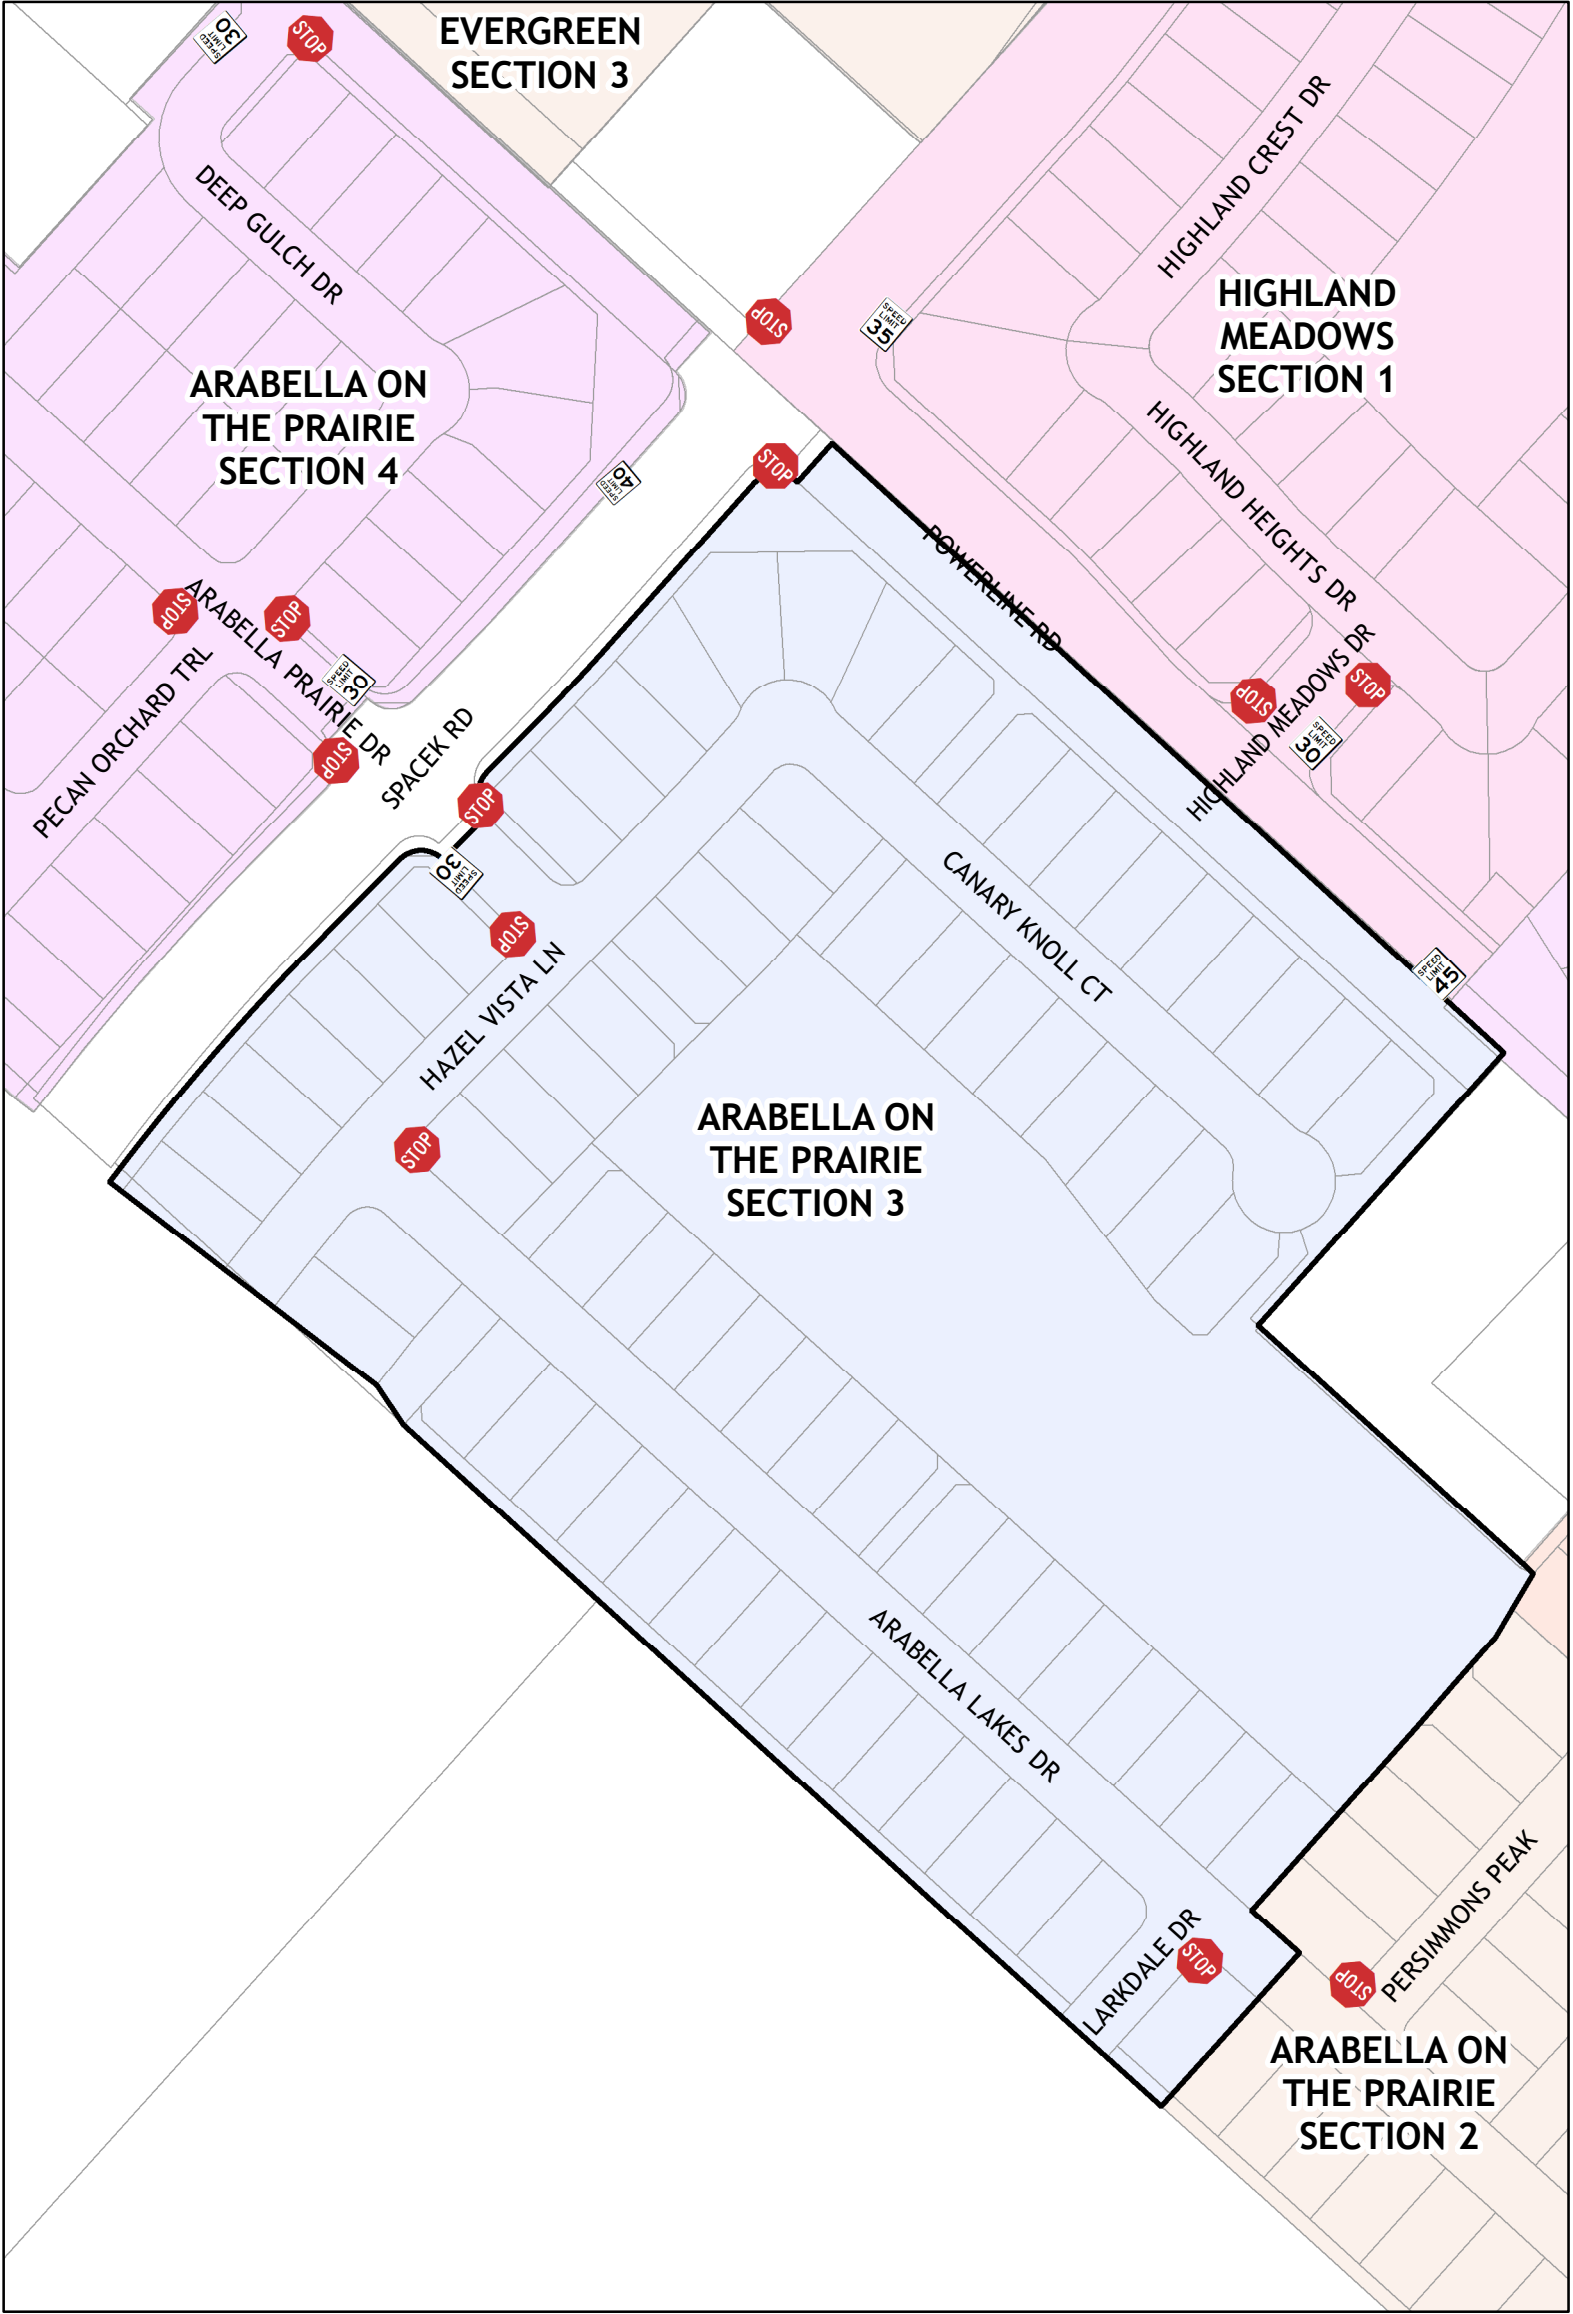 EVERGREEN
SECTION 3
SPEED
LIMIT
30
STOP
DEEP GULCH DR
HIGHLAND CREST DR
HIGHLAND
MEADOWS
SECTION 1
STOP
SPEED
LIMIT
35
ARABELLA ON
THE PRAIRIE
SECTION 4
SPEED
LIMIT
40
STOP
HIGHLAND HEIGHTS DR
POWERLINE RD
STOP
STOP
ARABELLA PRAIRIE DR
PECAN ORCHARD TRL
SPEED
LIMIT
30
STOP
SPACEK RD
STOP
HIGHLAND MEADOWS DR
STOP
STOP
SPEED
LIMIT
30
SPEED
LIMIT
30
STOP
HAZEL VISTA LN
CANARY KNOLL CT
SPEED
LIMIT
45
STOP
ARABELLA ON
THE PRAIRIE
SECTION 3
ARABELLA LAKES DR
LARKDALE DR
STOP
STOP
PERSIMMONS PEAK
ARABELLA ON
THE PRAIRIE
SECTION 2